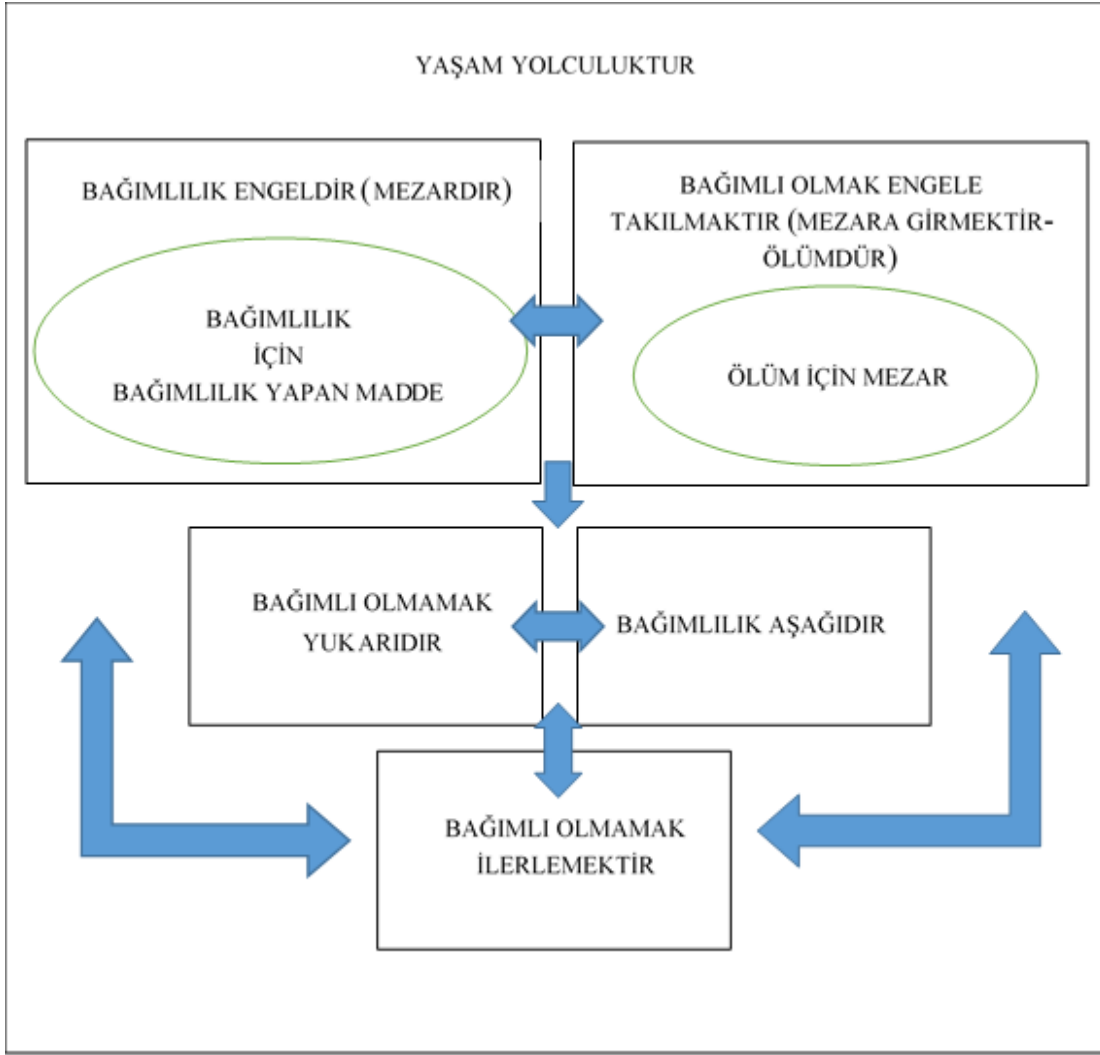 YAŞAM YOLCULUKTUR
BAĞIMLILIK ENGELDİR (MEZARDIR)
BAĞIMLILIK
İÇİN
BAĞIMLILIK YAPAN MADDE
BAĞIMLI OLMAK ENGELE
TAKILMAKTIR (MEZARA GİRMEKTİR-
ÖLÜMDÜR)
ÖLÜM İÇİN MEZAR
BAĞIMLI OLMAMAK
YUKARIDIR
BAĞIMLILIK AŞAĞIDIR
BAĞIMLI OLMAMAK
İLERLEMEKTİR